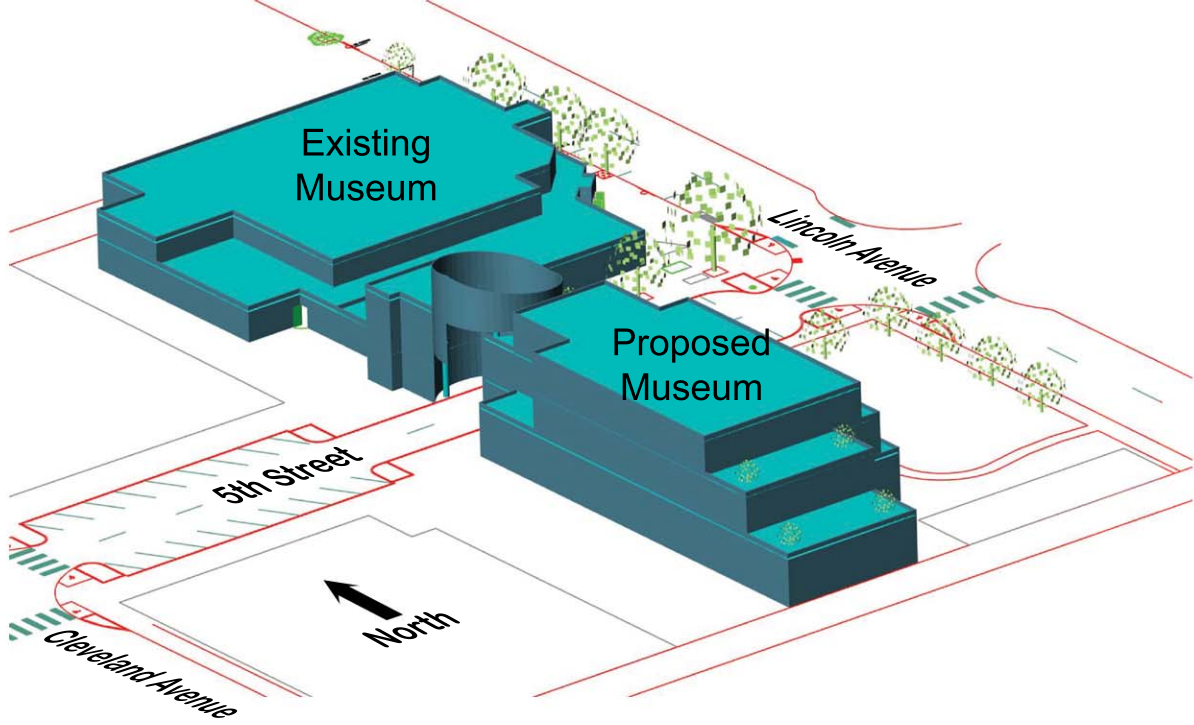 Existing
Museum
Lincoln Avenue
Proposed
Museum
5th Street
North
Cleveland Avenue